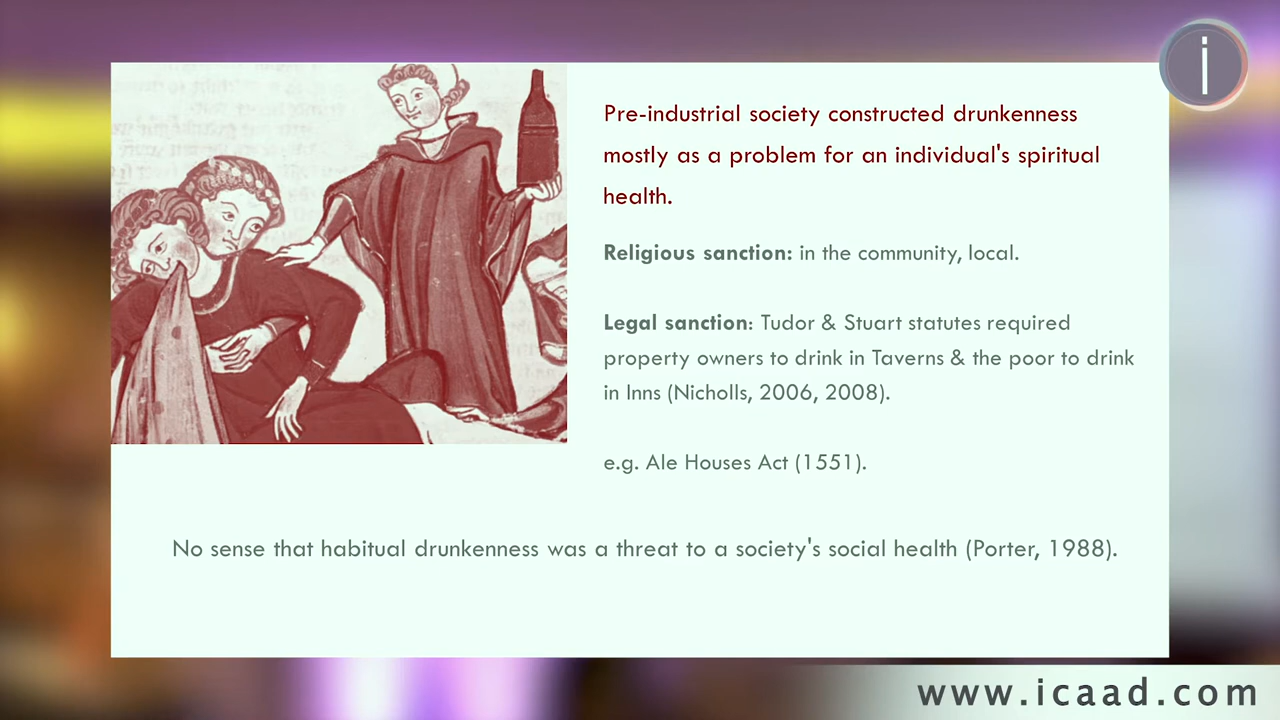 i
Pre-industrial society constructed drunkenness
mostly as a problem for an individual's spiritual
health.
Religious sanction: in the community, local.
Legal sanction: Tudor & Stuart statutes required
property owners to drink in Taverns & the poor to drink
in Inns (Nicholls, 2006, 2008).
e.g. Ale Houses Act (1551).
No sense that habitual drunkenness was a threat to a society's social health (Porter, 1988).
www.icaad.com